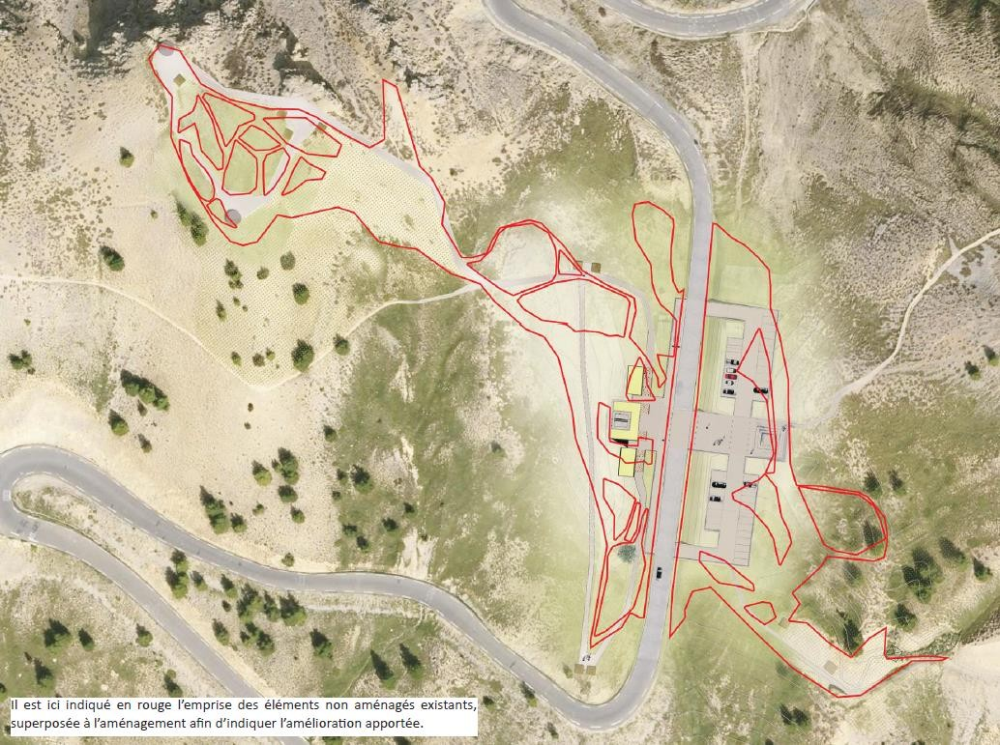 Il est ici indiqué en rouge l’emprise des éléments non aménagés existants,
superposée à l’aménagement afin d’indiquer l’amélioration apportée.